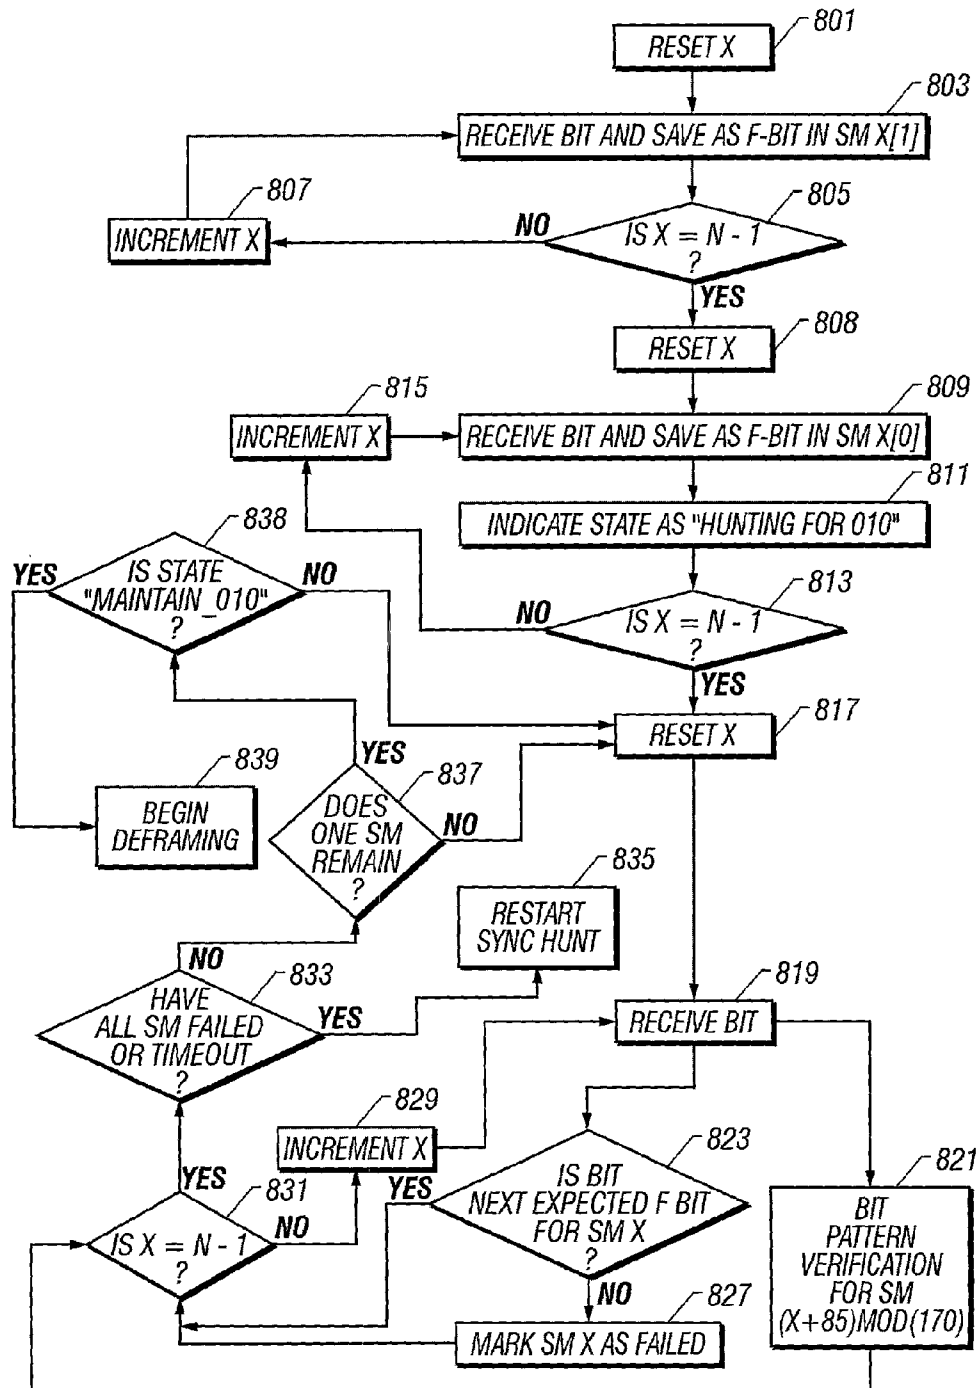 801
RESET X
803
RECEIVE BIT AND SAVE AS F-BIT IN SM X[1]
807
INCREMENT X
805
NO
IS X = N - 1
?
YES
808
RESET X
815
INCREMENT X
809
RECEIVE BIT AND SAVE AS F-BIT IN SM X[0]
811
INDICATE STATE AS "HUNTING FOR 010"
838
YES
IS STATE
"MAINTAIN_010"
?
NO
813
NO
IS X = N - 1
?
YES
817
RESET X
839
BEGIN
DEFRAMING
YES
837
DOES
ONE SM
REMAIN
?
NO
835
RESTART
SYNC HUNT
NO
833
HAVE
ALL SM FAILED
OR TIMEOUT
?
YES
819
RECEIVE BIT
829
INCREMENT X
823
YES
IS BIT
NEXT EXPECTED F BIT
FOR SM X
?
NO
821
BIT
PATTERN
VERIFICATION
FOR SM
(X+85)MOD(170)
YES
831
IS X = N - 1
?
NO
827
MARK SM X AS FAILED